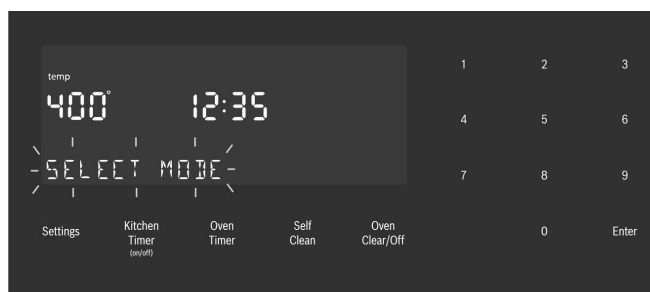 temp
400° 12:35
SELECT MODE
1 2 3
4 5 6
7 8 9
0 Enter
Settings
Kitchen
Timer
(on/off)
Oven
Timer
Self
Clean
Oven
Clear/Off